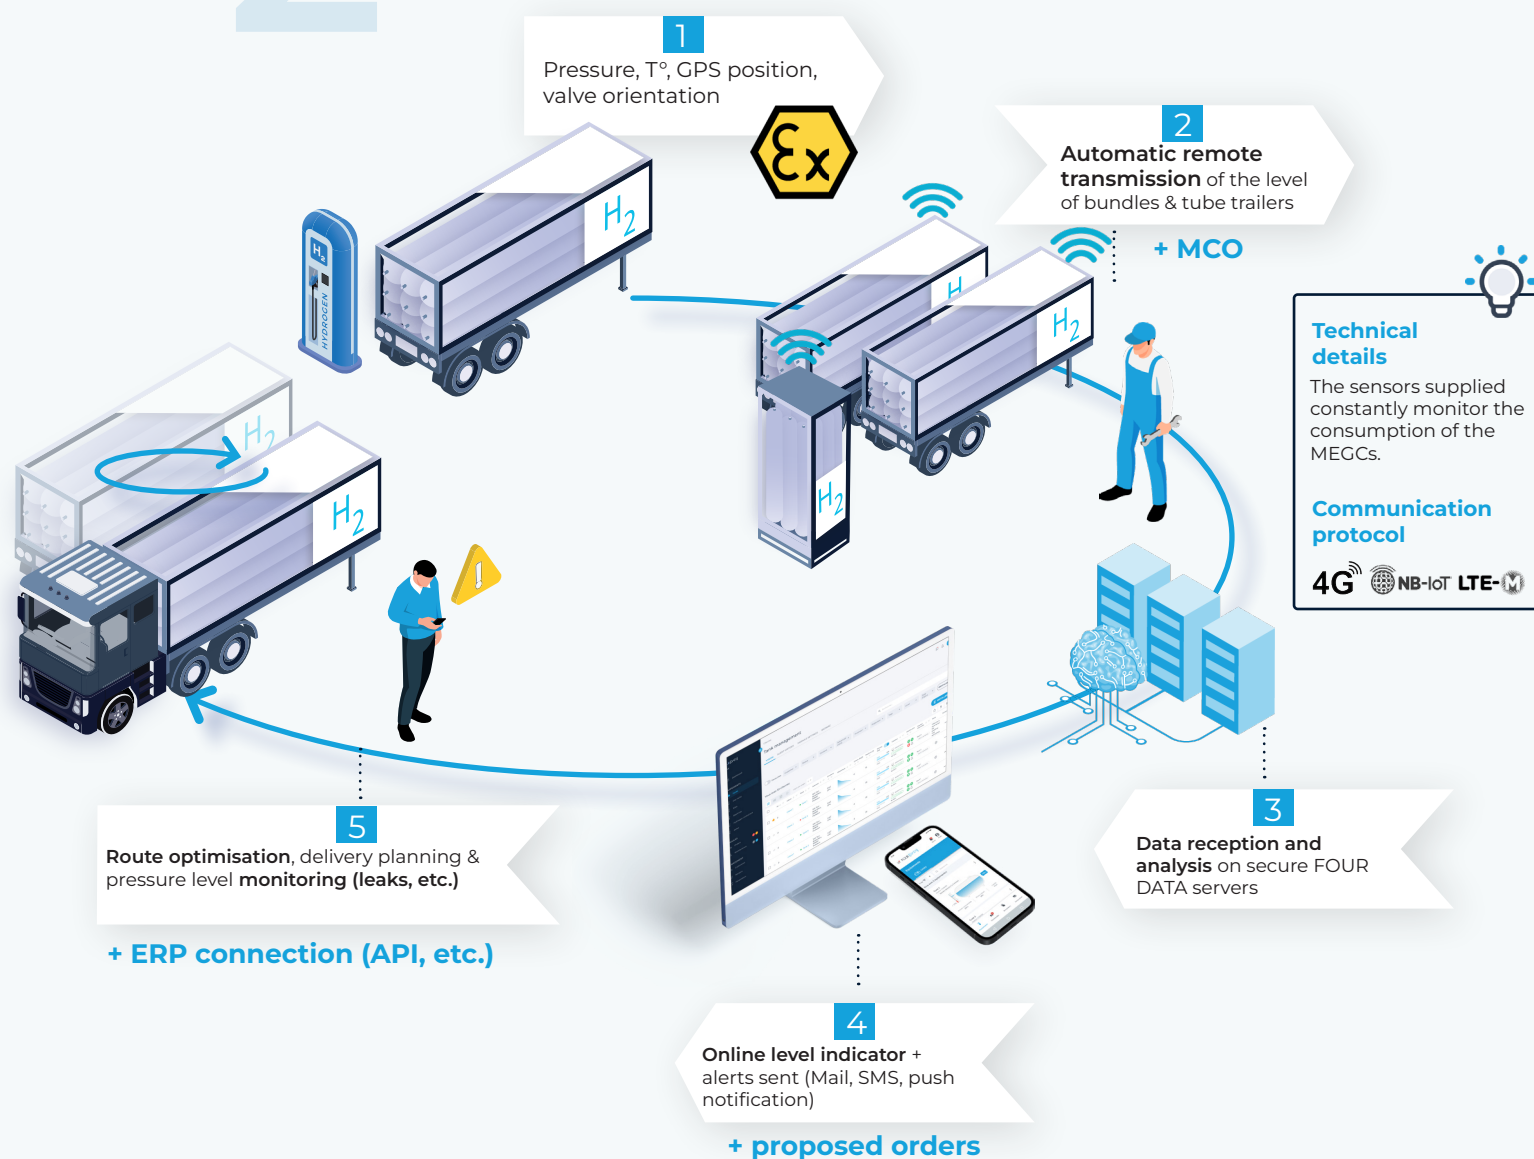 1
Pressure, T°, GPS position,
valve orientation
Ex
2
Automatic remote
transmission of the level
of bundles & tube trailers
+ MCO
H2
H2
HYDROGEN
H
H2
H2
H2
H2
Technical
details
The sensors supplied
constantly monitor the
consumption of the
MEGCs.
Communication
protocol
4G NB-IoT LTE-M
3
Data reception and
analysis on secure FOUR
DATA servers
4
Online level indicator +
alerts sent (Mail, SMS, push
notification)
+ proposed orders
5
Route optimisation, delivery planning &
pressure level monitoring (leaks, etc.)
+ ERP connection (API, etc.)